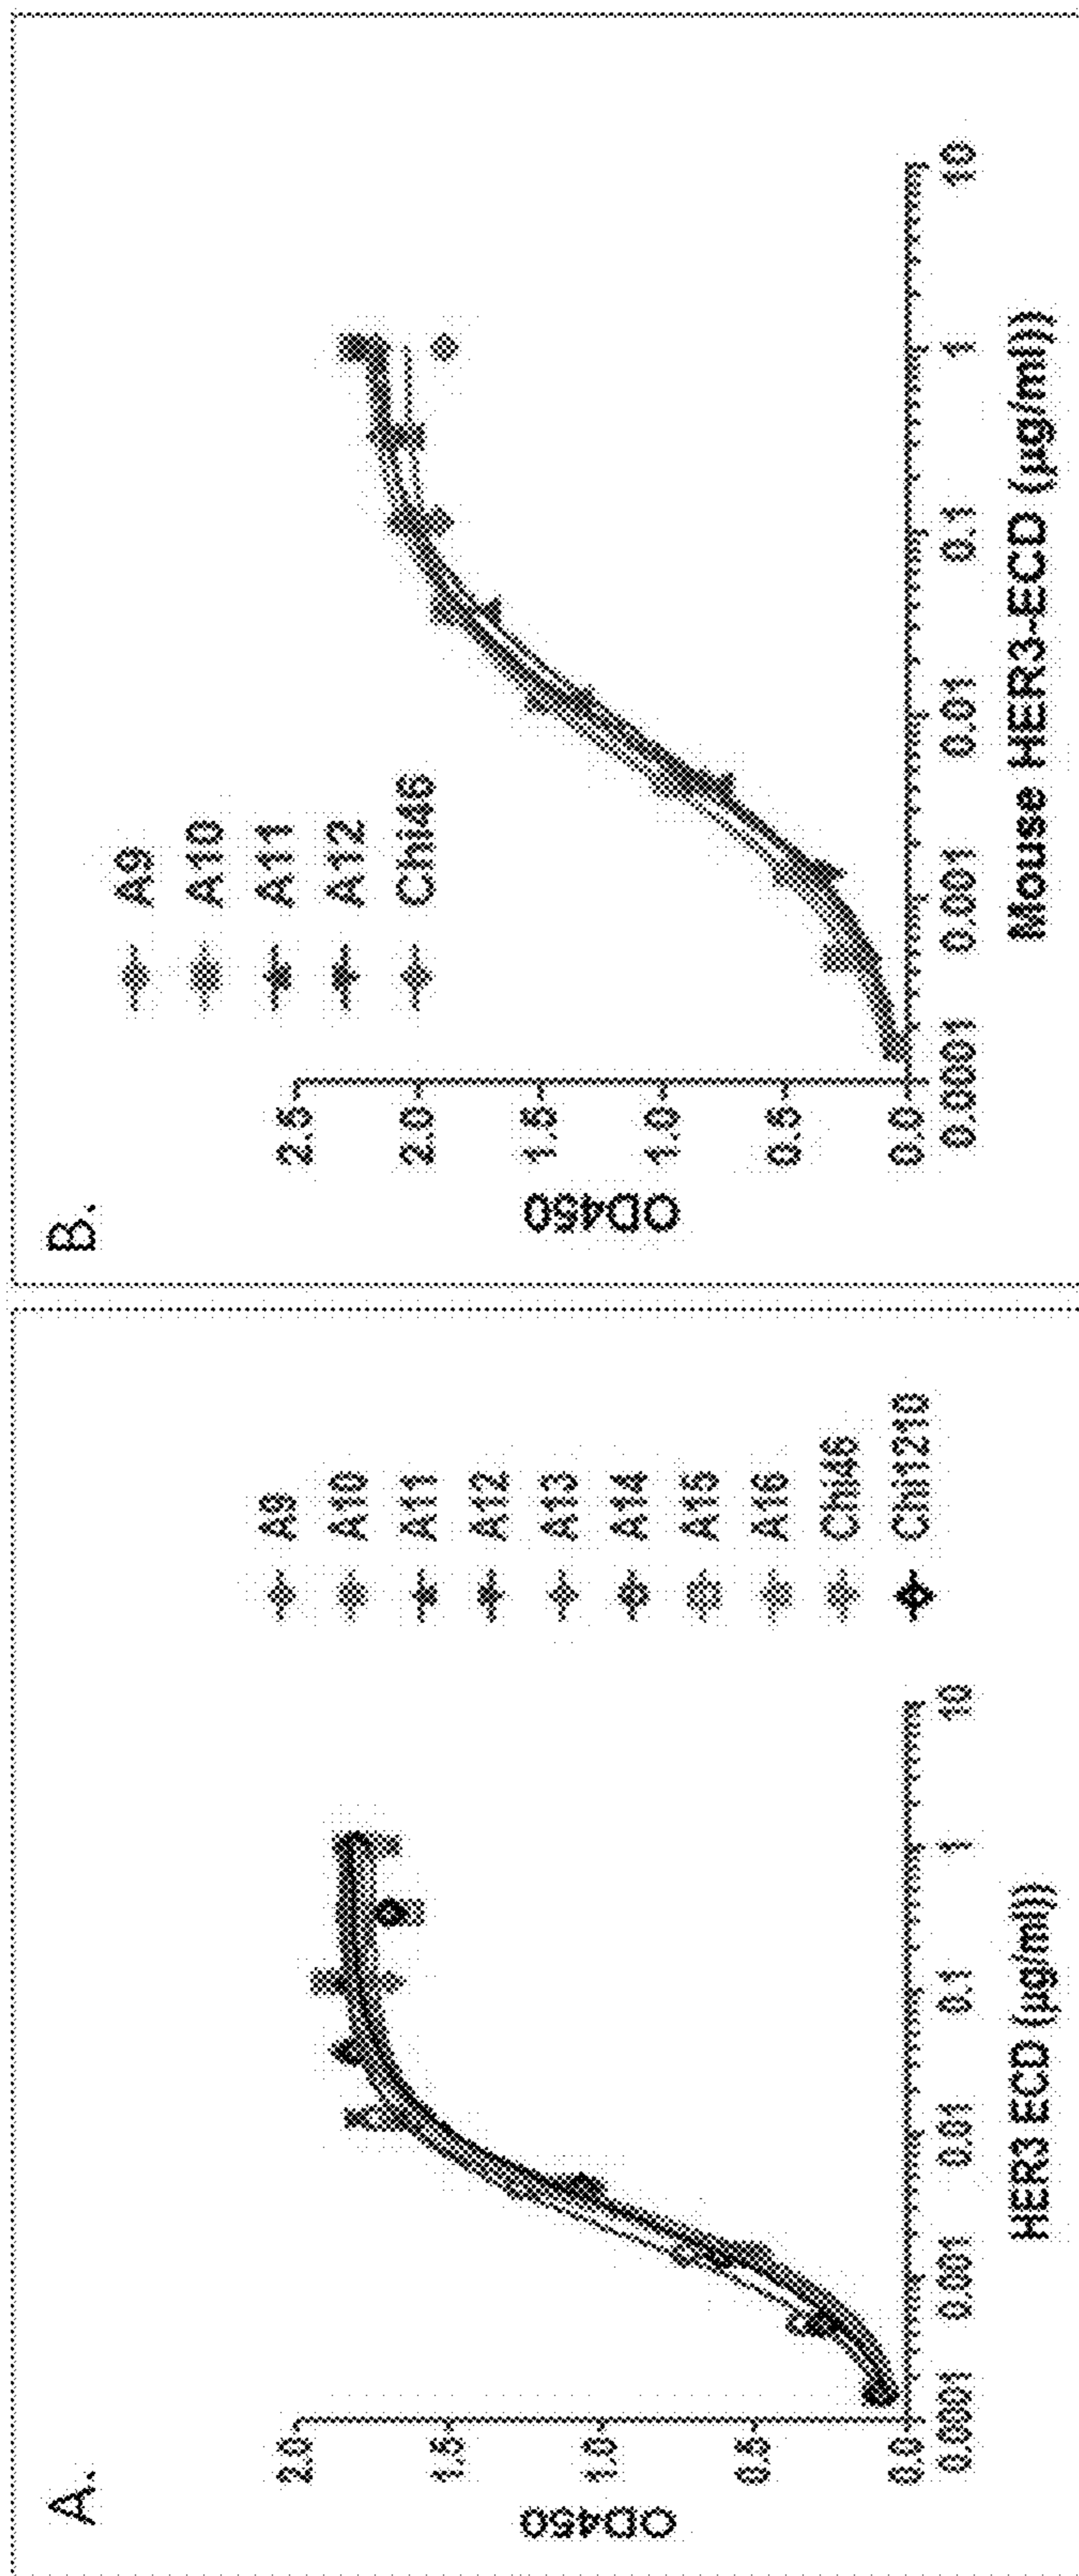 A.
OD450
2.0
1.5
1.0
0.5
0.0
0.0001
0.001
0.01
0.1
1
10
HER3 ECD (μg/ml))
A9
A10
A11
A12
A13
A14
A15
A16
Chi46
Chi1210
B.
OD450
2.5
2.0
1.5
1.0
0.5
0.0
0.0001
0.001
0.01
0.1
1
10
Mouse HER3-ECD (μg/ml))
A9
A10
A11
A12
Chi46